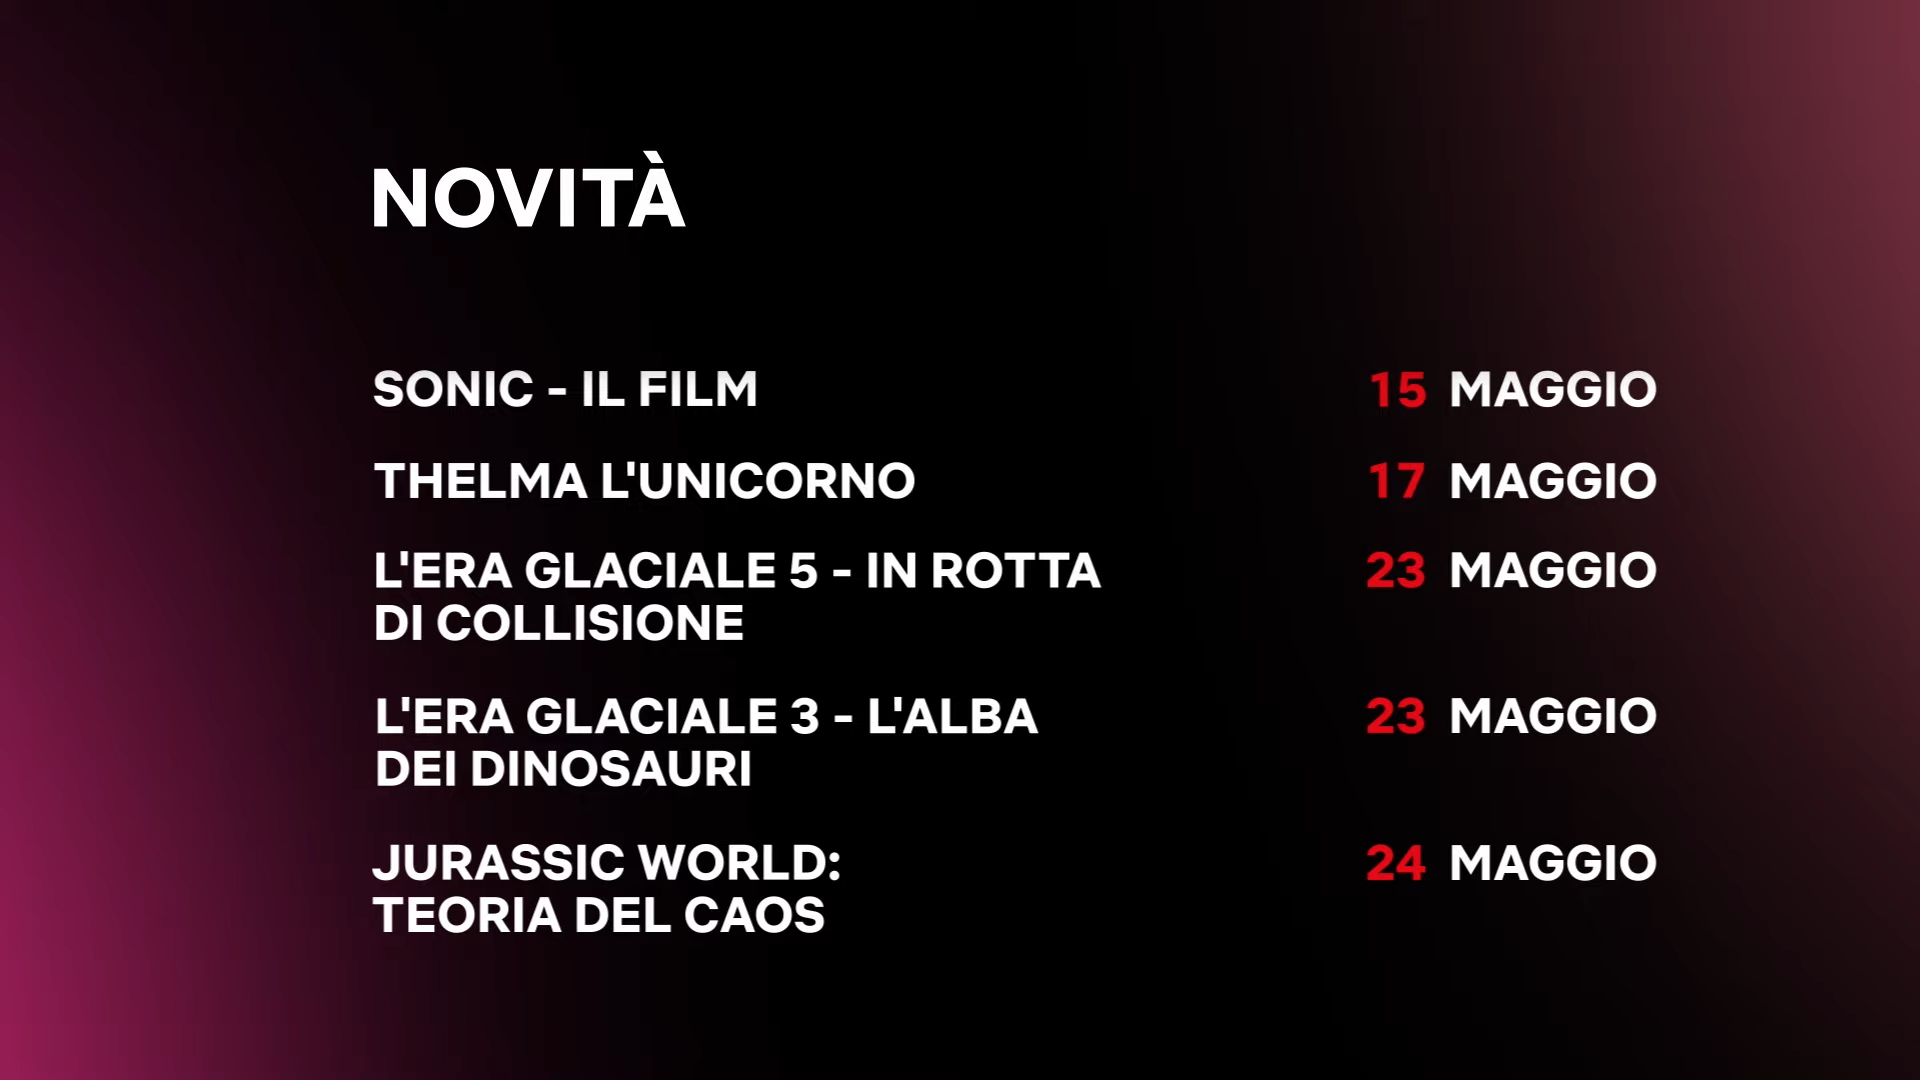 NOVITÀ
SONIC - IL FILM 15 MAGGIO
THELMA L'UNICORNO 17 MAGGIO
L'ERA GLACIALE 5 - IN ROTTA 23 MAGGIO
DI COLLISIONE
L'ERA GLACIALE 3 - L'ALBA 23 MAGGIO
DEI DINOSAURI
JURASSIC WORLD: 24 MAGGIO
TEORIA DEL CAOS